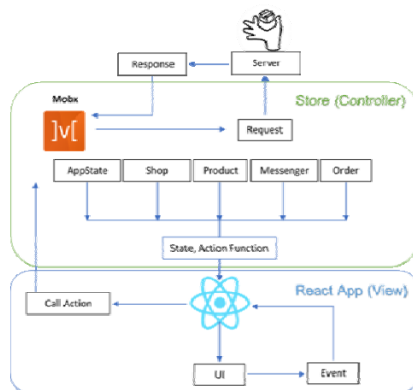 Response
Server
Mobx
Store (Controller)
]v[
Request
AppState
Shop
Product
Messenger
Order
State, Action Function
React App (View)
Call Action
UI
Event